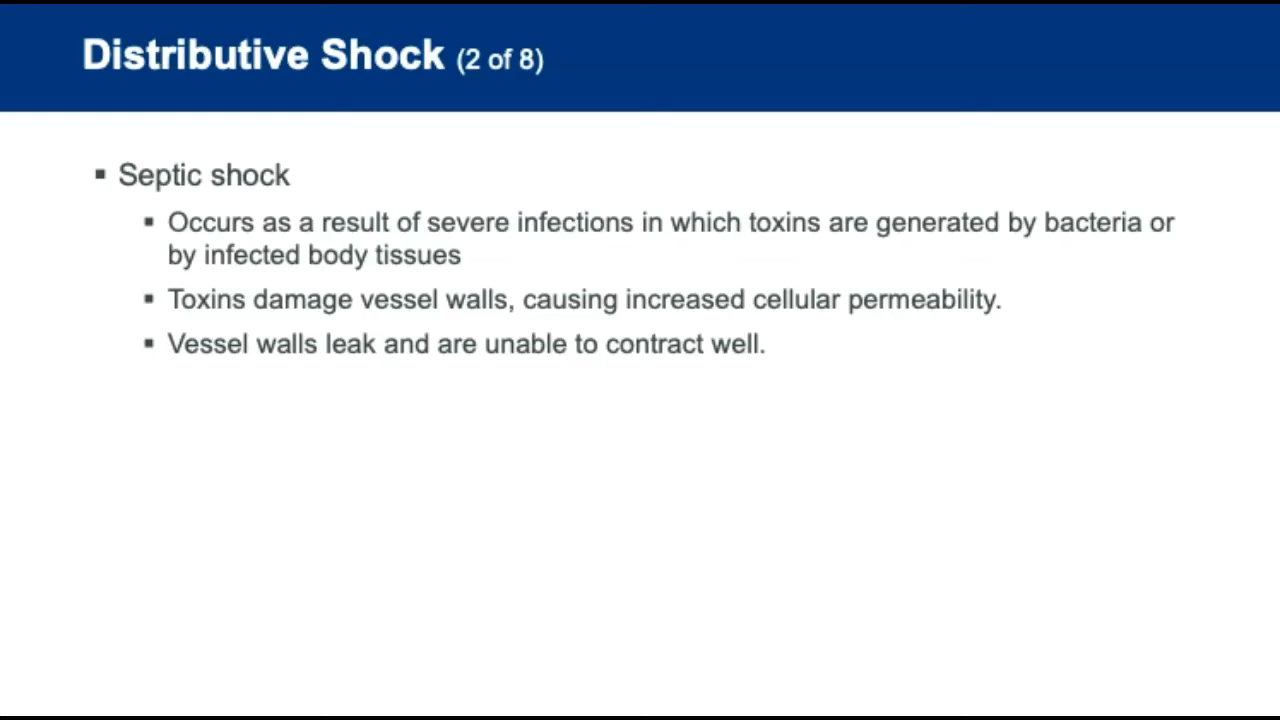 Distributive Shock (2 of 8)
▪ Septic shock
▪ Occurs as a result of severe infections in which toxins are generated by bacteria or
by infected body tissues
▪ Toxins damage vessel walls, causing increased cellular permeability.
▪ Vessel walls leak and are unable to contract well.